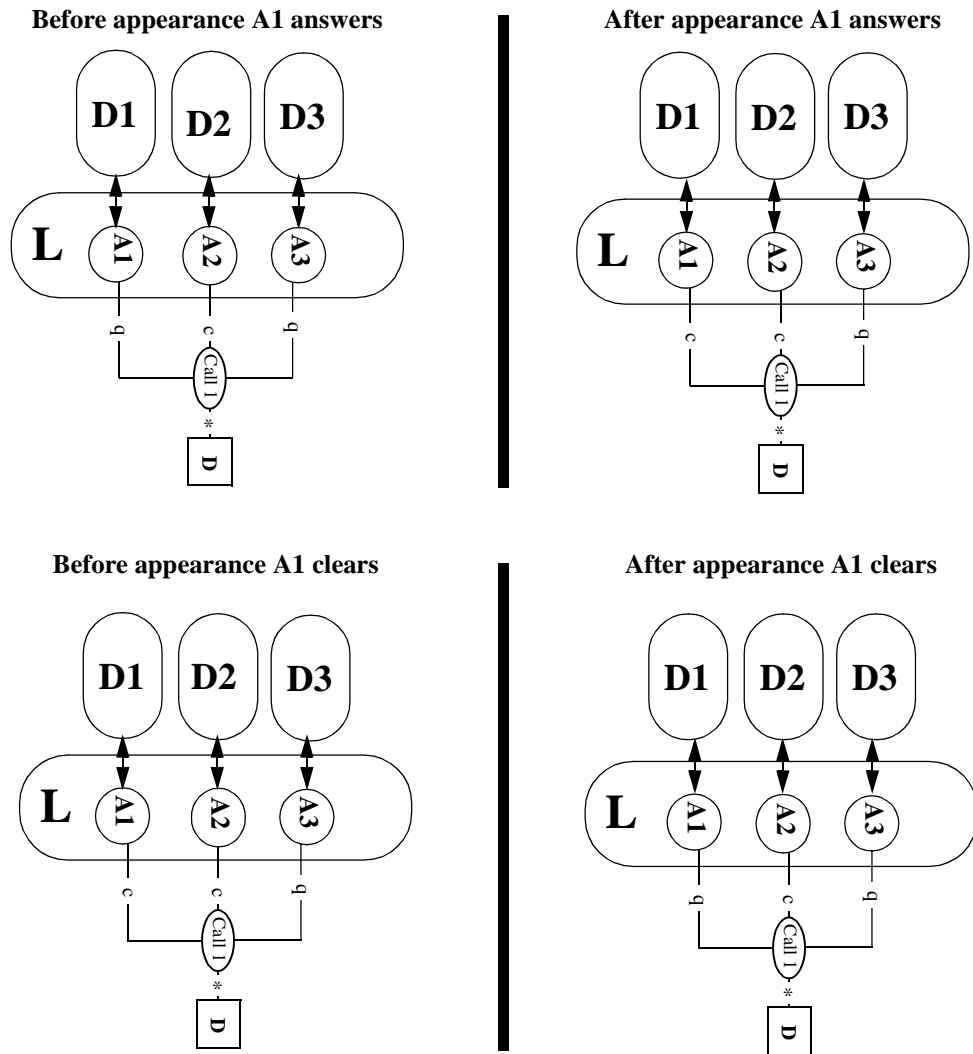 Before appearance A1 answers
D1 D2 D3
L A1 A2 A3
q c q
Call 1
*
D
After appearance A1 answers
D1 D2 D3
L A1 A2 A3
c c q
Call 1
*
D
Before appearance A1 clears
D1 D2 D3
L A1 A2 A3
c c q
Call 1
*
D
After appearance A1 clears
D1 D2 D3
L A1 A2 A3
q c q
Call 1
*
D